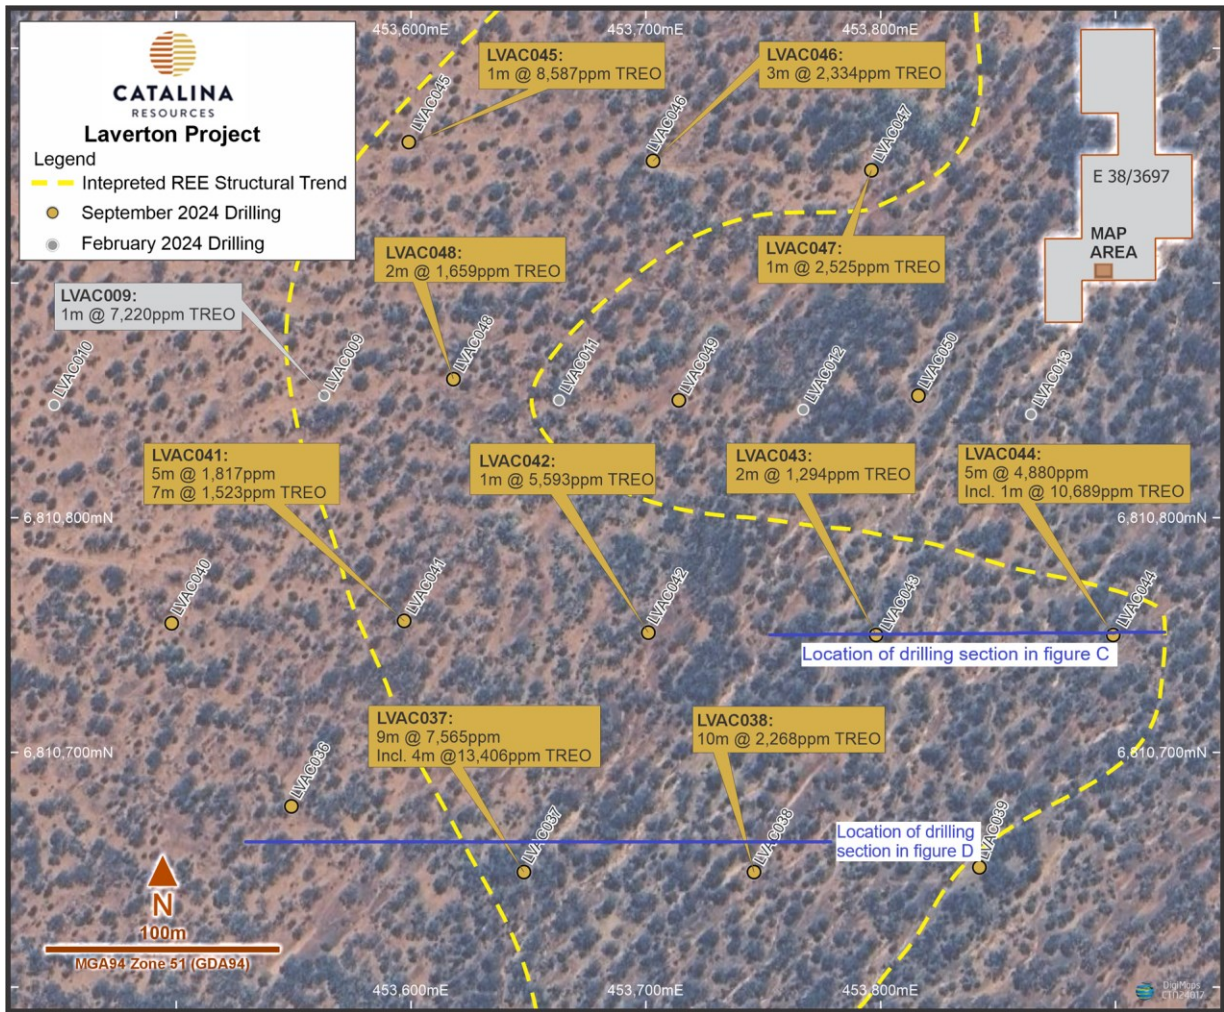 453,600mE
453,700mE
453,800mE
CATALINA
RESOURCES
Laverton Project
Legend
Intepreted REE Structural Trend
September 2024 Drilling
February 2024 Drilling
LVAC045:
1m @ 8,587ppm TREO
LVAC046:
3m @ 2,334ppm TREO
LVAC045
LVAC046
LVAC047
E 38/3697
MAP
AREA
LVAC048:
2m @ 1,659ppm TREO
LVAC047:
1m @ 2,525ppm TREO
LVAC009:
1m @ 7,220ppm TREO
LVAC010
LVAC009
LVAC048
LVAC011
LVAC049
LVAC012
LVAC050
LVAC013
LVAC041:
5m @ 1,817ppm
7m @ 1,523ppm TREO
LVAC042:
1m @ 5,593ppm TREO
LVAC043:
2m @ 1,294ppm TREO
LVAC044:
5m @ 4,880ppm
Incl. 1m @ 10,689ppm TREO
6,810,800mN
6,810,800mN
LVAC040
LVAC041
LVAC042
LVAC043
LVAC044
Location of drilling section in figure C
LVAC037:
9m @ 7,565ppm
Incl. 4m @13,406ppm TREO
LVAC038:
10m @ 2,268ppm TREO
6,810,700mN
6,810,700mN
LVAC036
LVAC037
LVAC038
LVAC039
Location of drilling
section in figure D
N
100m
MGA94 Zone 51 (GDA94)
453,600mE
453,700mE
453,800mE
DigiMaps
CTN24017